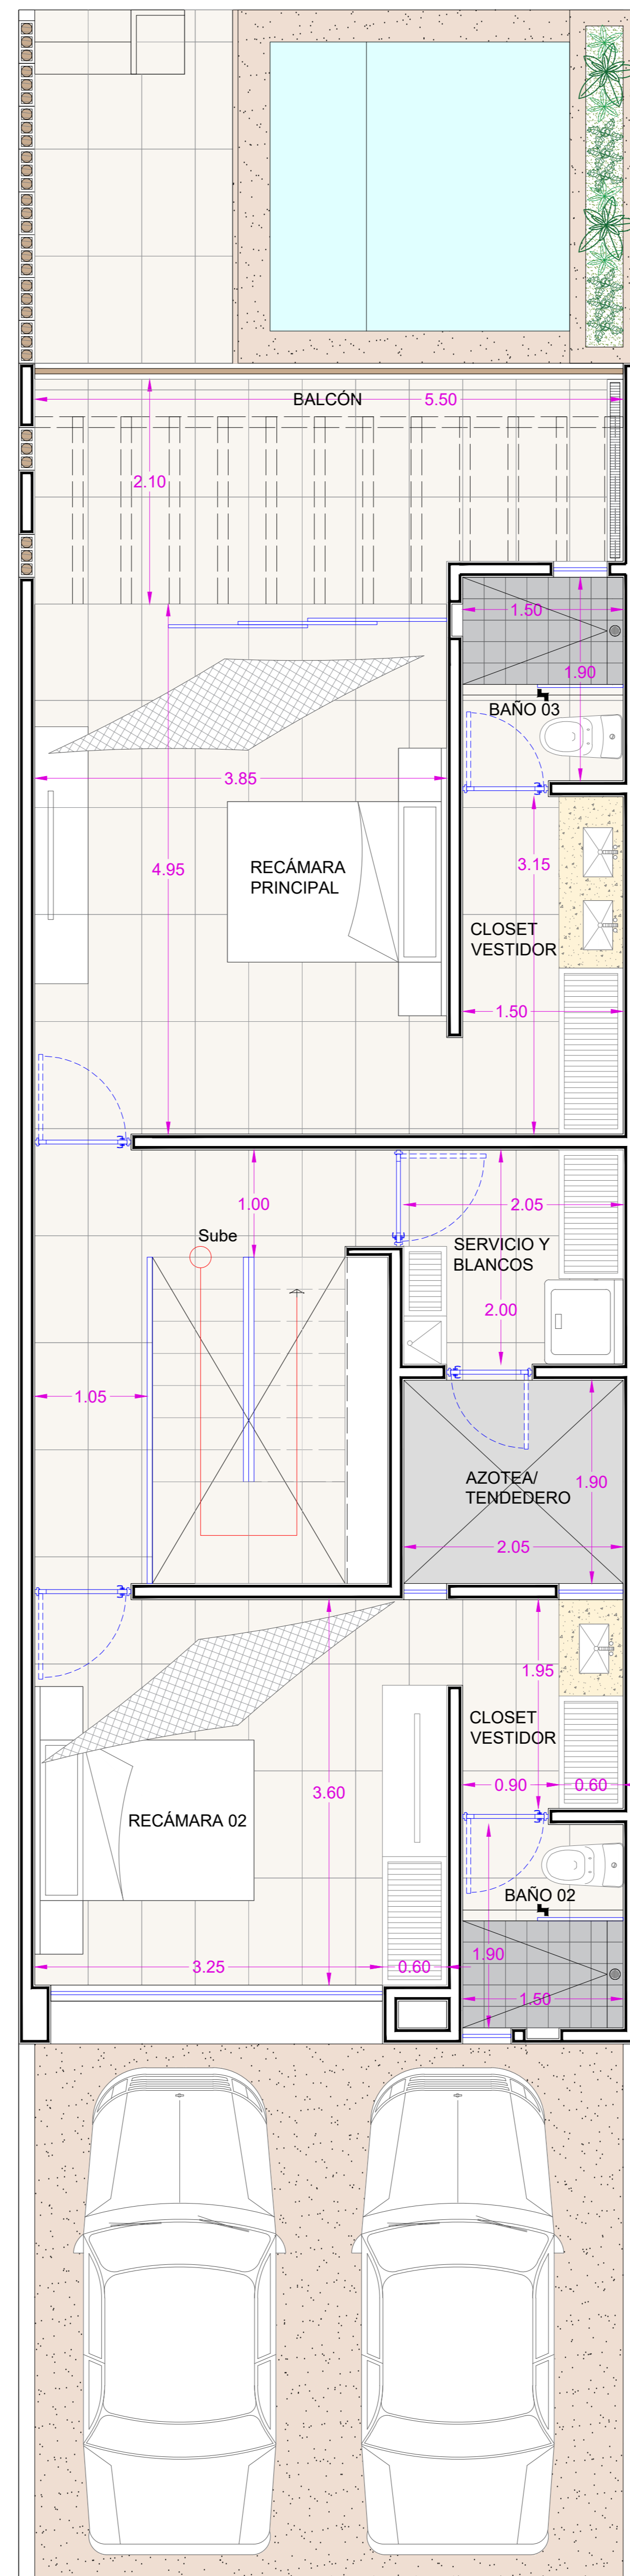 BALCÓN
5.50
2.10
1.50
1.90
BAÑO 03
3.85
4.95
RECÁMARA
PRINCIPAL
3.15
CLOSET
VESTIDOR
1.50
1.00
2.05
Sube
SERVICIO Y
BLANCOS
2.00
1.05
AZOTEA/
TENDEDERO
1.90
2.05
1.95
CLOSET
VESTIDOR
0.90
0.60
3.60
RECÁMARA 02
BAÑO 02
1.90
3.25
0.60
1.50